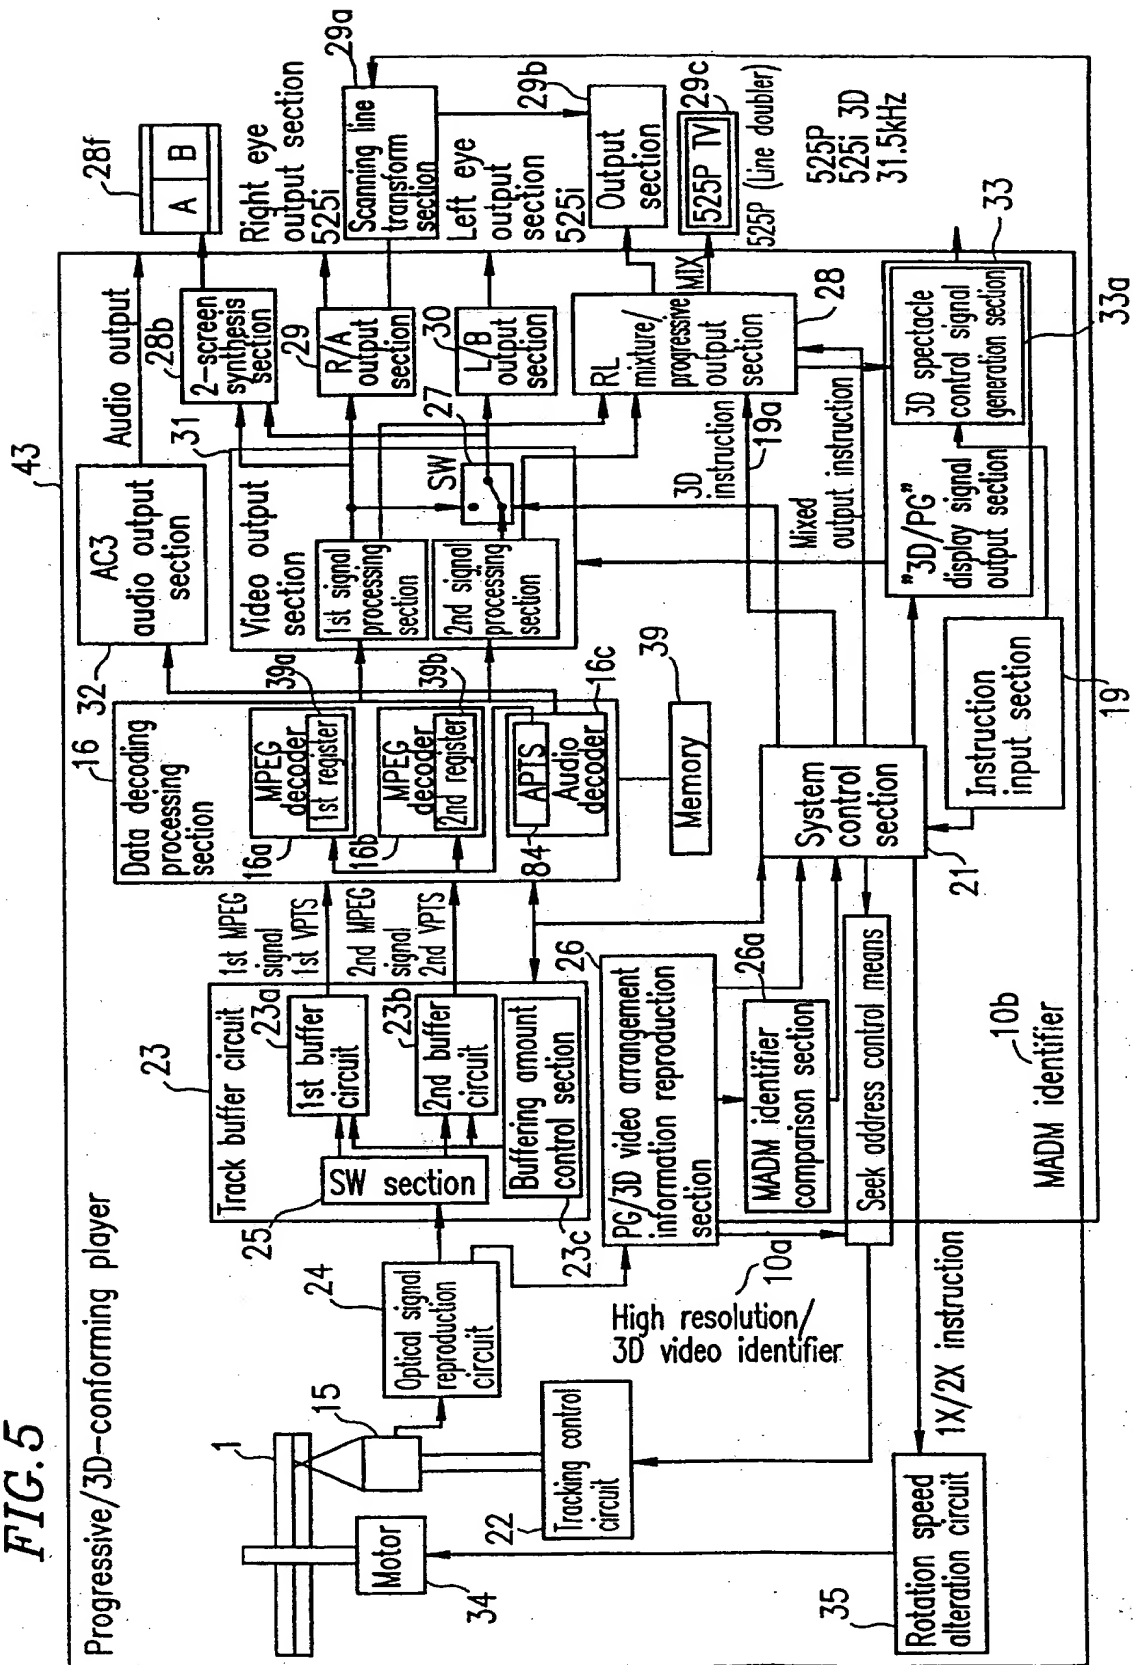 FIG. 5
Progressive/3D-conforming player
43
1
15
Motor
34
22
Tracking control
circuit
35
Rotation speed
alteration circuit
1X/2X instruction
24
Optical signal
reproduction
circuit
High resolution/
3D video identifier
10a
23
Track buffer circuit
25
SW section
23a
1st buffer
circuit
23b
2nd buffer
circuit
Buffering amount
control section
23c
1st MPEG
signal
1st VPTS
2nd MPEG
signal
2nd VPTS
26
PG/3D video arrangement
information reproduction
section
26a
MADM identifier
comparison section
Seek address control means
10b
MADM identifier
16
Data decoding
processing
section
16a
MPEG
decoder
1st register
39a
16b
MPEG
decoder
2nd register
39b
84
APTS
Audio
decoder
16c
Memory
39
System
control
section
21
Instruction
input section
19
32
AC3
audio output
section
Audio output
31
Video output
section
1st signal
processing
section
2nd signal
processing
section
SW
27
28b
2-screen
synthesis
section
28f
A B
29
R/A
output
section
Right eye
output section
525i
30
L/B
output
section
Left eye
output
section
525i
29a
Scanning line
transform
section
29b
Output
section
29c
525P TV
525P (Line doubler)
525P
525i 3D
31.5kHz
RL
mixture/
progressive
output
section
28
MIX
3D
instruction
19a
Mixed
output instruction
"3D/PG"
display signal
output section
33
3D spectacle
control signal
generation section
33a